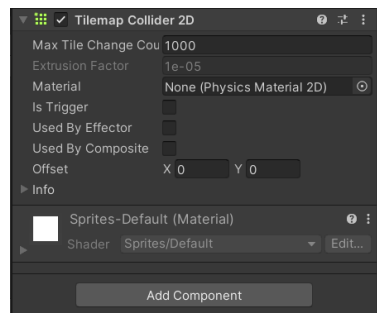 Tilemap Collider 2D
Max Tile Change Cou 1000
Extrusion Factor 1e-05
Material None (Physics Material 2D)
Is Trigger
Used By Effector
Used By Composite
Offset X 0 Y 0
Info
Sprites-Default (Material)
Shader Sprites/Default Edit...
Add Component